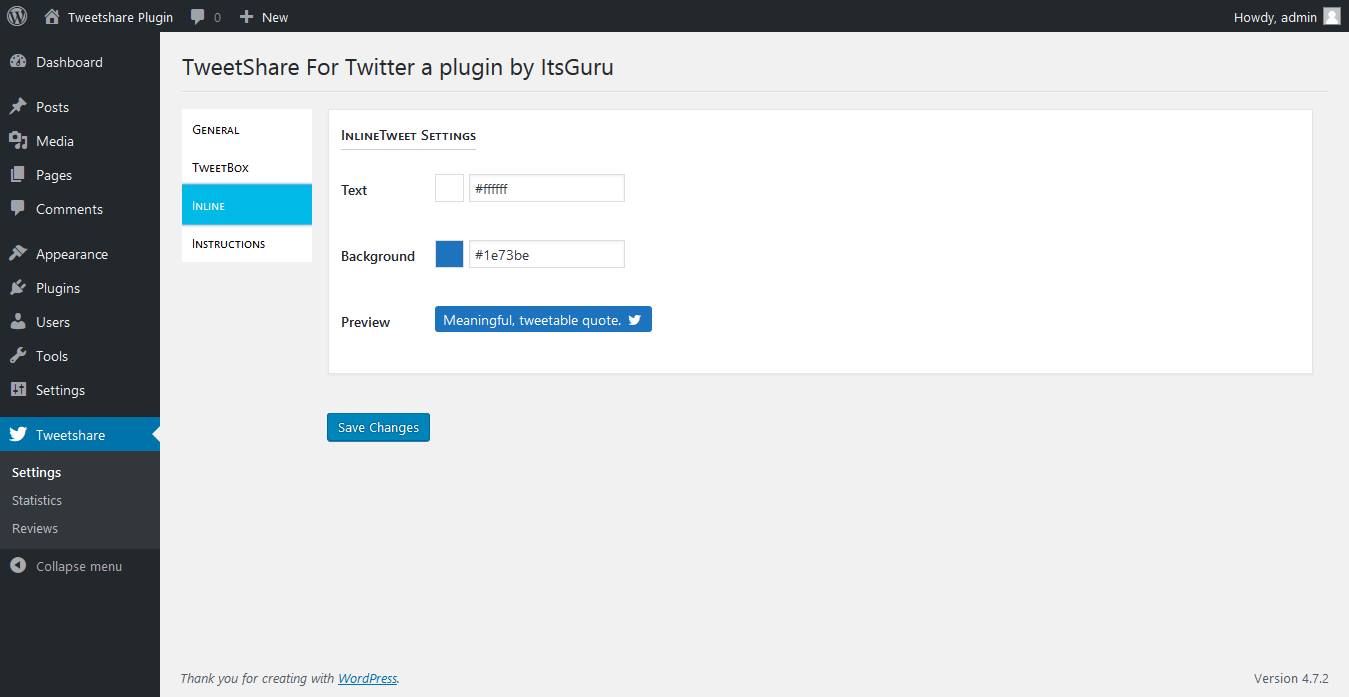 Tweetshare Plugin 0 New Howdy, admin
Dashboard
Posts
Media
Pages
Comments
Appearance
Plugins
Users
Tools
Settings
Tweetshare
Settings
Statistics
Reviews
Collapse menu
TweetShare For Twitter a plugin by ItsGuru
General
TweetBox
Inline
Instructions
InlineTweet Settings
Text #ffffff
Background #1e73be
Preview Meaningful, tweetable quote.
Save Changes
Thank you for creating with WordPress. Version 4.7.2